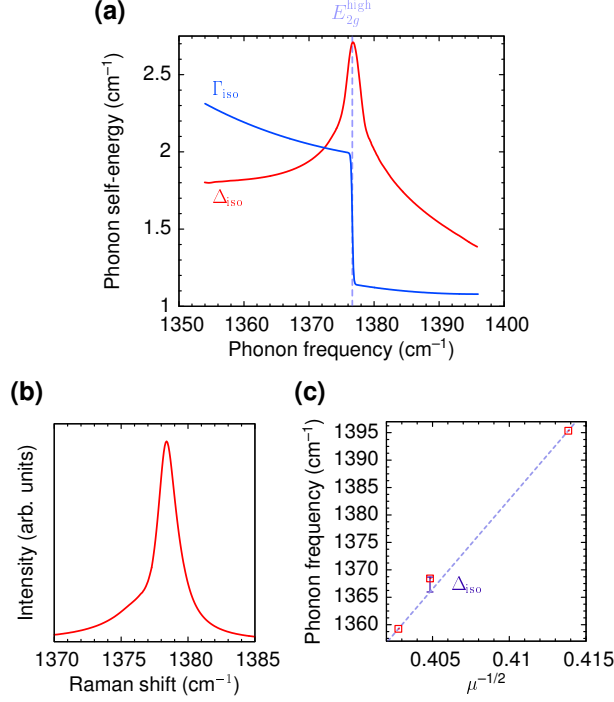 (a)
E_{2g}^{high}
Phonon self-energy (cm⁻¹)
2.5
2
1.5
1
Γ_iso
Δ_iso
1350 1360 1370 1380 1390 1400
Phonon frequency (cm⁻¹)
(b)
Intensity (arb. units)
1370 1375 1380 1385
Raman shift (cm⁻¹)
(c)
Phonon frequency (cm⁻¹)
1395
1390
1385
1380
1375
1370
1365
1360
Δ_iso
0.405 0.41 0.415
μ^{−1/2}